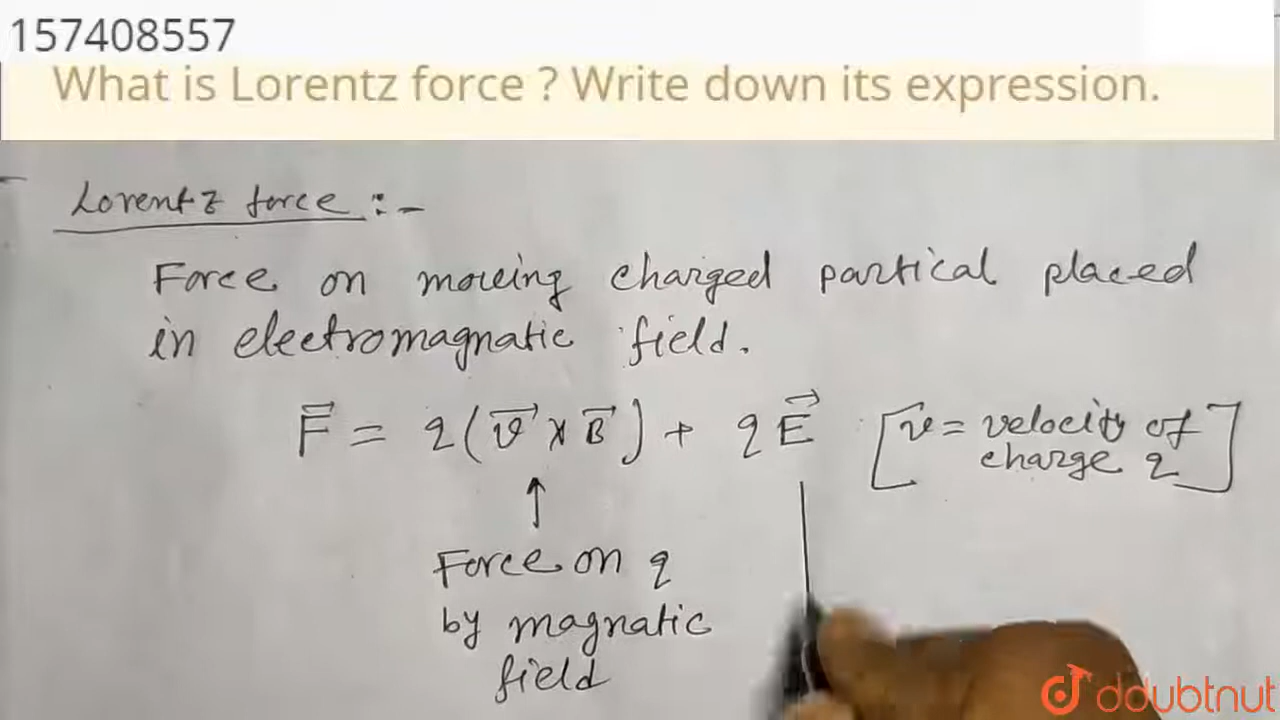 157408557
What is Lorentz force ? Write down its expression.
Lorentz force :-
Force on moveing charged partical placed
in electromagnatic field.
F⃗ = q(v⃗ × B⃗) + qE⃗ [v⃗ = velocity of
charge q]
↑
Force on q
by magnatic
field
doubtnut